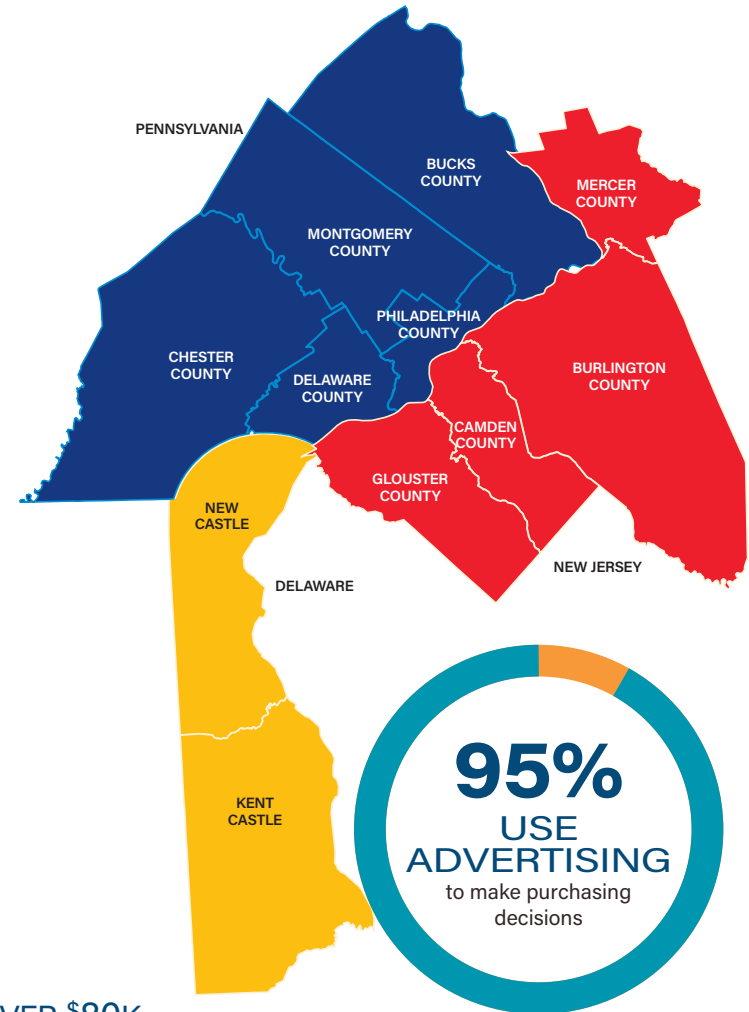 PENNSYLVANIA
BUCKS
COUNTY
MERCER
COUNTY
MONTGOMERY
COUNTY
PHILADELPHIA
COUNTY
CHESTER
COUNTY
DELAWARE
COUNTY
BURLINGTON
COUNTY
CAMDEN
COUNTY
GLOUSTER
COUNTY
NEW
CASTLE
NEW JERSEY
DELAWARE
KENT
CASTLE
95%
USE
ADVERTISING
to make purchasing
decisions
$80K